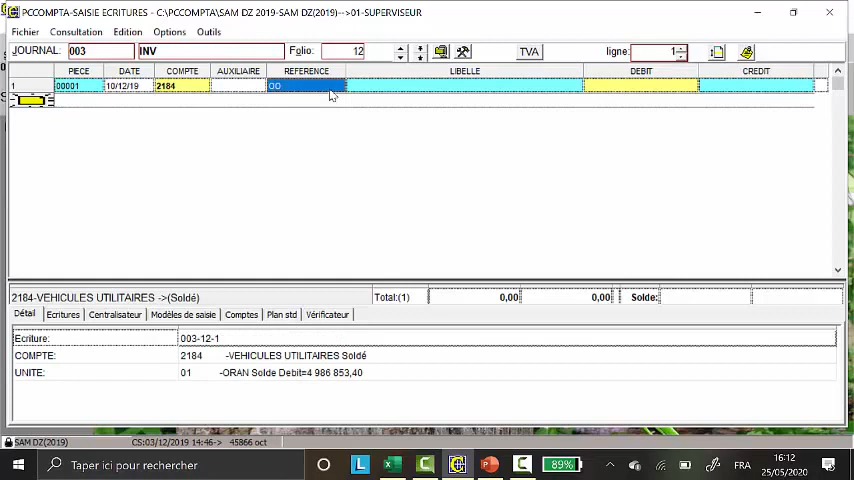 PCCOMPTA-SAISIE ECRITURES - C:\PCCOMPTA\SAM DZ 2019-SAM DZ(2019)-->01-SUPERVISEUR
Fichier Consultation Edition Options Outils
JOURNAL: 003 INV Folio: 12 TVA ligne: 1
PIECE DATE COMPTE AUXILIAIRE REFERENCE LIBELLE DEBIT CREDIT
1 00001 10/12/19 2184 OO
2184-VEHICULES UTILITAIRES ->(Soldé) Total:(1) 0,00 0,00 Solde:
Détail Ecritures Centralisateur Modèles de saisie Comptes Plan std Vérificateur
Ecriture: 003-12-1
COMPTE: 2184 -VEHICULES UTILITAIRES Soldé
UNITE: 01 -ORAN Solde Debit=4 986 853,40
SAM DZ(2019) CS:03/12/2019 14:46-> 45866 oct
Taper ici pour rechercher 89% FRA 16:12
25/05/2020